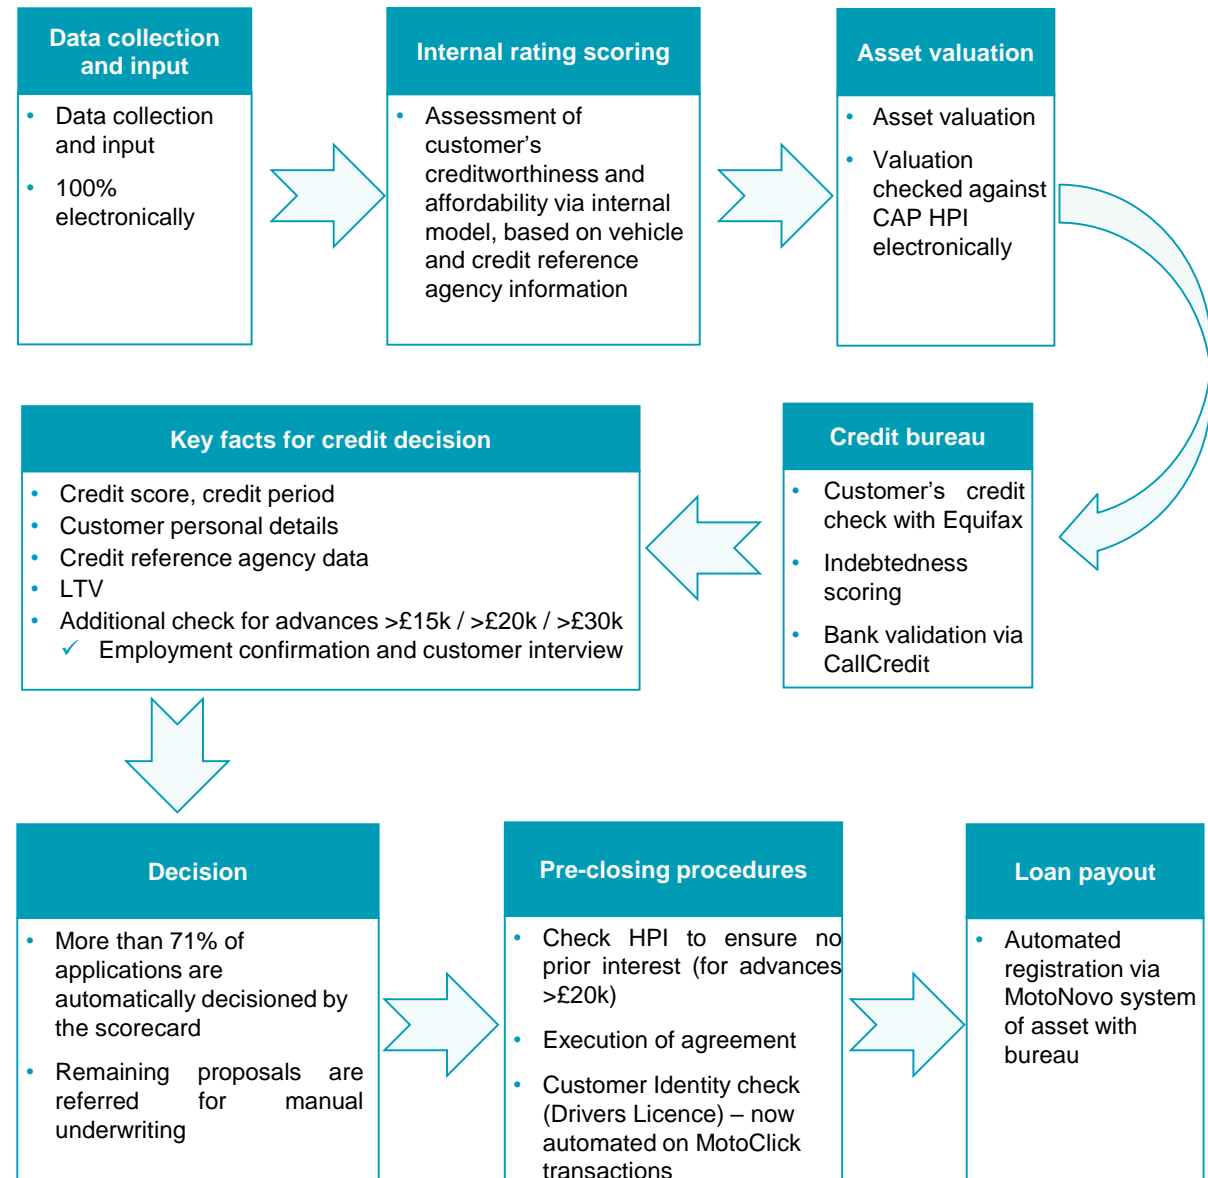 Data collection
and input
• Data collection
and input
• 100%
electronically
Internal rating scoring
• Assessment of
customer’s
creditworthiness and
affordability via internal
model, based on vehicle
and credit reference
agency information
Asset valuation
• Asset valuation
• Valuation
checked against
CAP HPI
electronically
Credit bureau
• Customer’s credit
check with Equifax
• Indebtedness
scoring
• Bank validation via
CallCredit
Key facts for credit decision
• Credit score, credit period
• Customer personal details
• Credit reference agency data
• LTV
• Additional check for advances >£15k / >£20k / >£30k
✓ Employment confirmation and customer interview
Decision
• More than 71% of
applications are
automatically decisioned by
the scorecard
• Remaining proposals are
referred for manual
underwriting
Pre-closing procedures
• Check HPI to ensure no
prior interest (for advances
>£20k)
• Execution of agreement
• Customer Identity check
(Drivers Licence) – now
automated on MotoClick
transactions
Loan payout
• Automated
registration via
MotoNovo system
of asset with
bureau